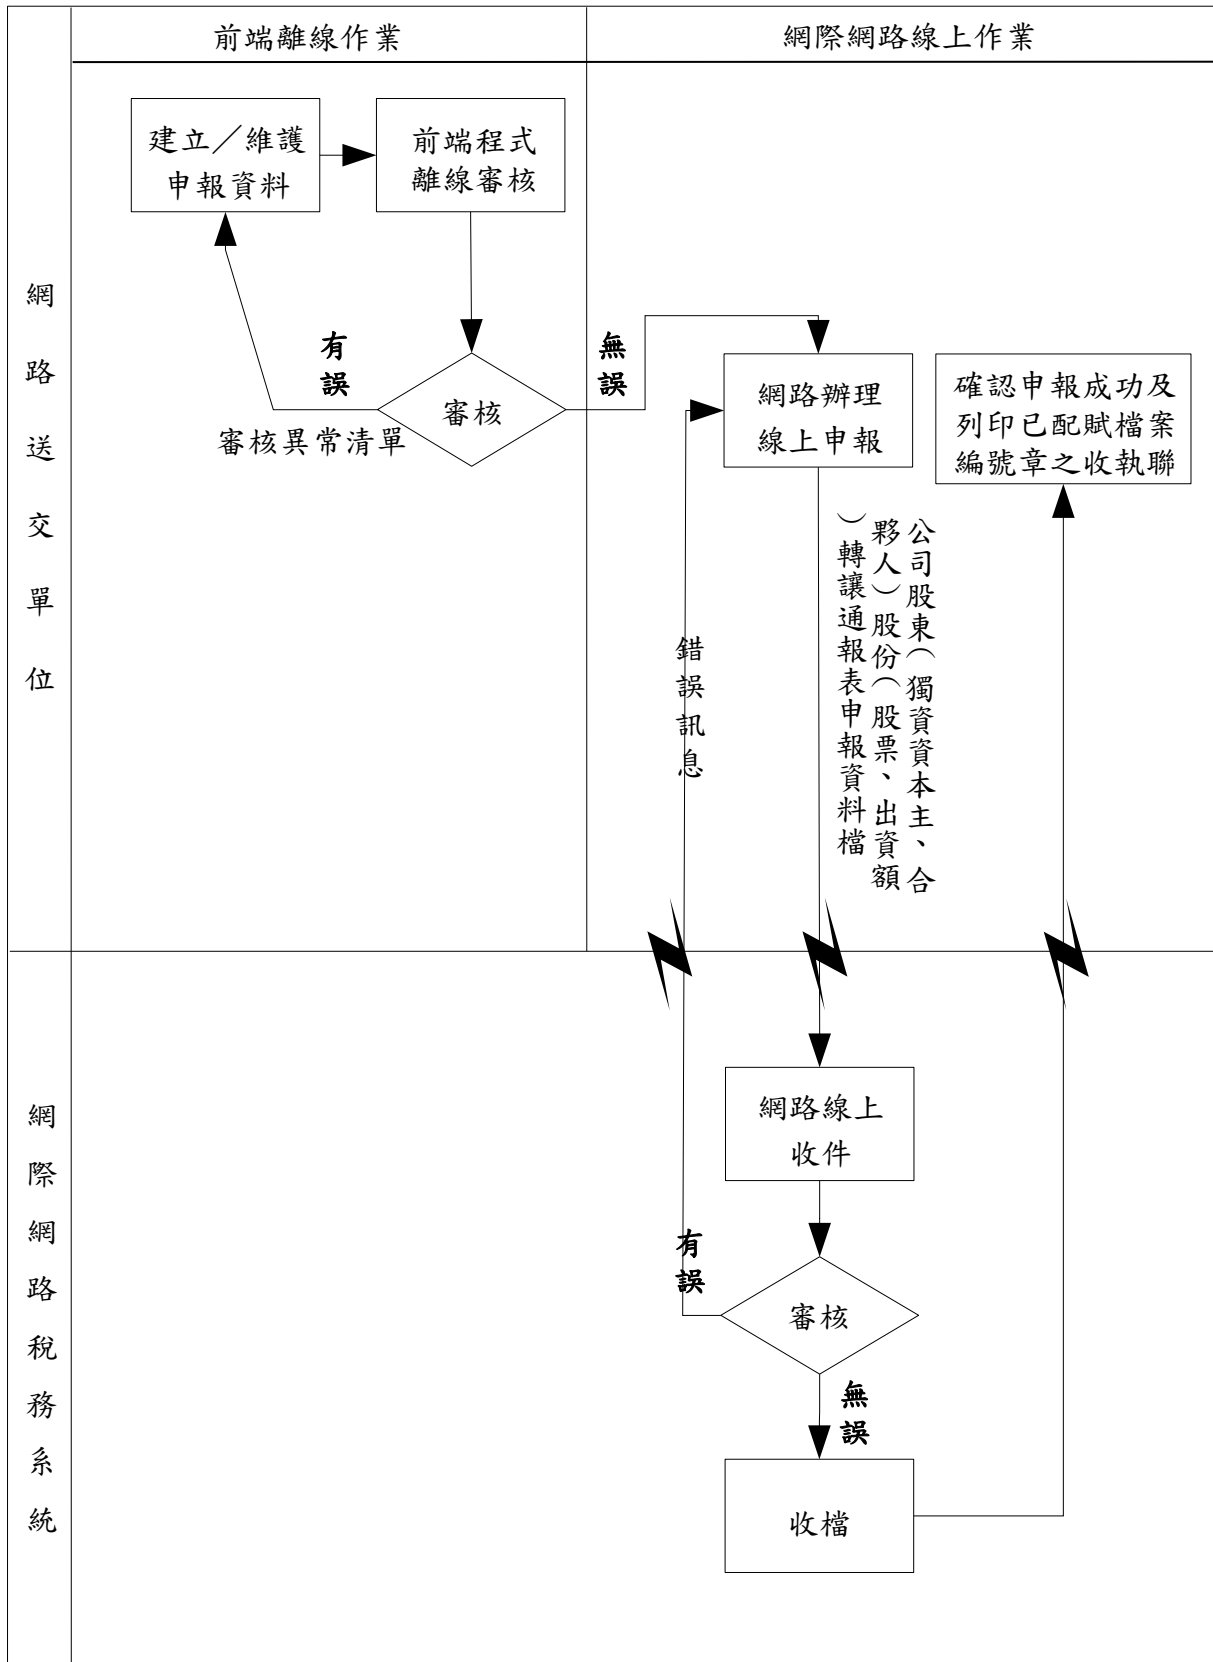 前端離線作業
網際網路線上作業
網路送交單位
建立／維護
申報資料
前端程式
離線審核
有誤
審核
審核異常清單
無誤
網路辦理
線上申報
確認申報成功及
列印已配賦檔案
編號章之收執聯
公司股東（獨資資本主、合
夥人）股份（股票、出資額
）轉讓通報表申報資料檔
錯誤訊息
網際網路稅務系統
網路線上
收件
有誤
審核
無誤
收檔